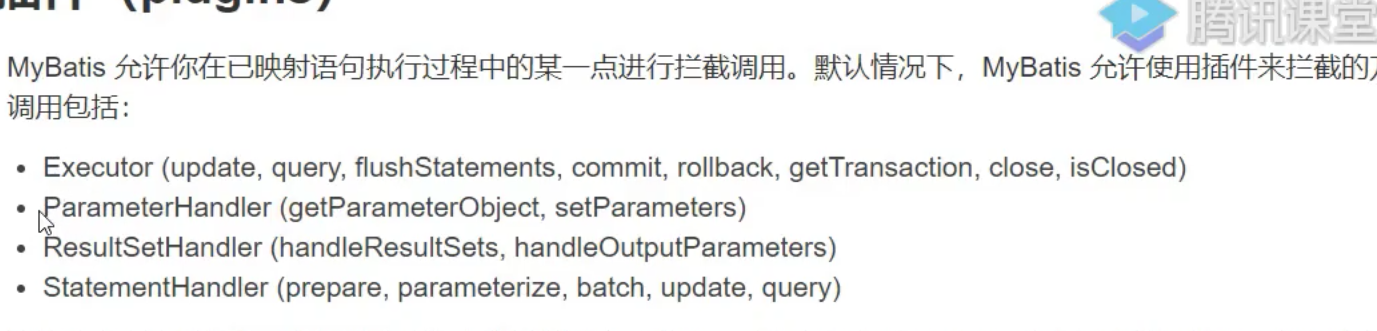 插件（plugins）
腾讯课堂
MyBatis 允许你在已映射语句执行过程中的某一点进行拦截调用。默认情况下，MyBatis 允许使用插件来拦截的
调用包括：
Executor (update, query, flushStatements, commit, rollback, getTransaction, close, isClosed)
ParameterHandler (getParameterObject, setParameters)
ResultSetHandler (handleResultSets, handleOutputParameters)
StatementHandler (prepare, parameterize, batch, update, query)